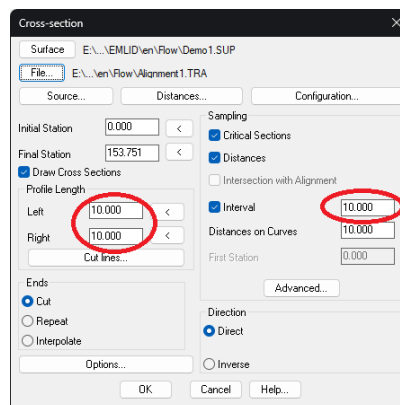 Cross-section
Surface E:\...\EMLID\en\Flow\Demo1.SUP
File... E:\...\en\Flow\Alignment1.TRA
Source... Distances... Configuration...
Initial Station 0.000 <
Final Station 153.751 <
Draw Cross Sections
Profile Length
Left 10.000 <
Right 10.000 <
Cut lines...
Ends
Cut
Repeat
Interpolate
Options...
Sampling
Critical Sections
Distances
Intersection with Alignment
Interval 10.000
Distances on Curves 10.000
First Station 0.000
Advanced...
Direction
Direct
Inverse
OK Cancel Help...